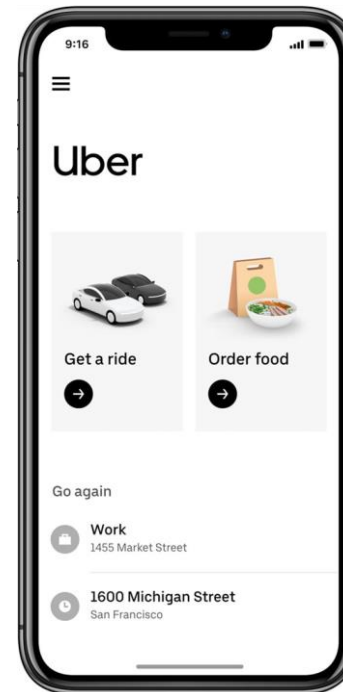 9:16
Uber
Get a ride
Order food
Go again
Work
1455 Market Street
1600 Michigan Street
San Francisco